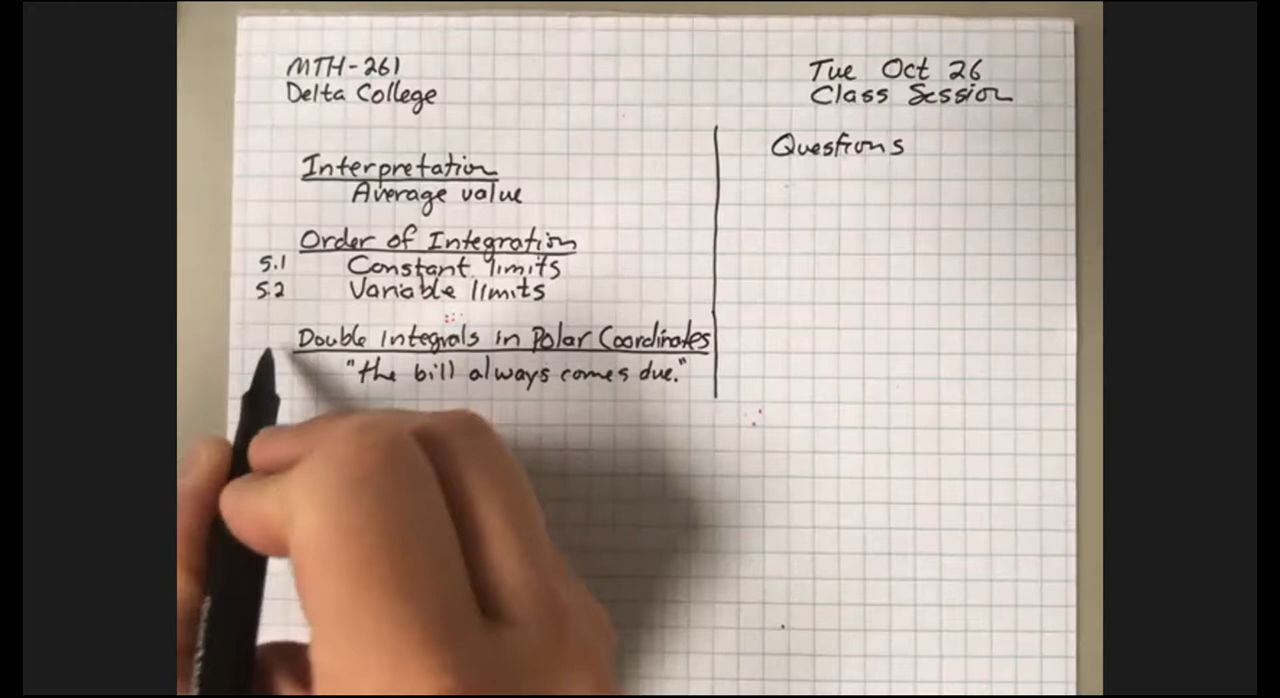 MTH-261
Delta College
Tue Oct 26
Class Session
Interpretation
Average value
Order of Integration
5.1 Constant limits
5.2 Variable limits
Double Integrals in Polar Coordinates
"the bill always comes due."
Questions